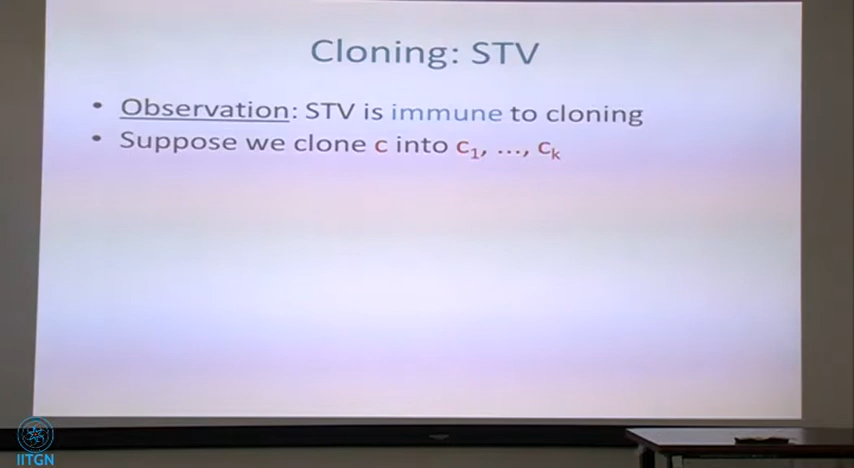 Cloning: STV
• Observation: STV is immune to cloning
• Suppose we clone c into c₁, ..., cₖ
IITGN